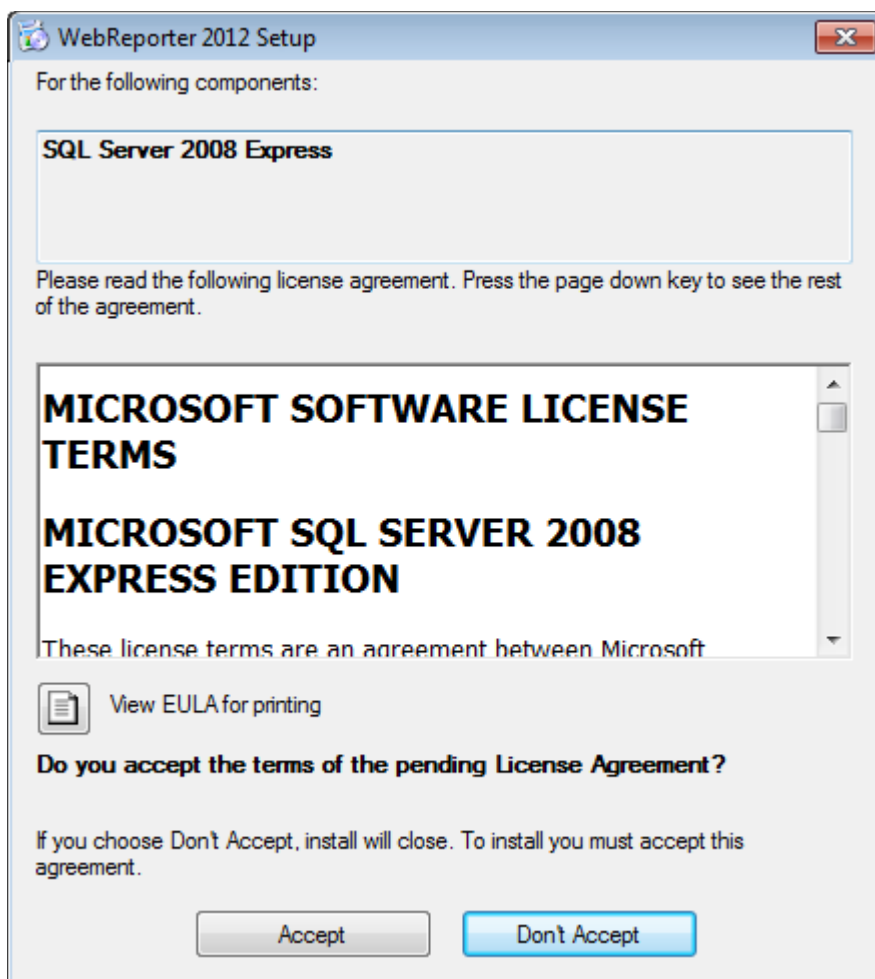 WebReporter 2012 Setup
For the following components:
SQL Server 2008 Express
Please read the following license agreement. Press the page down key to see the rest
of the agreement.
MICROSOFT SOFTWARE LICENSE
TERMS
MICROSOFT SQL SERVER 2008
EXPRESS EDITION
These license terms are an agreement between Microsoft
View EULA for printing
Do you accept the terms of the pending License Agreement?
If you choose Don't Accept, install will close. To install you must accept this
agreement.
Accept
Don't Accept